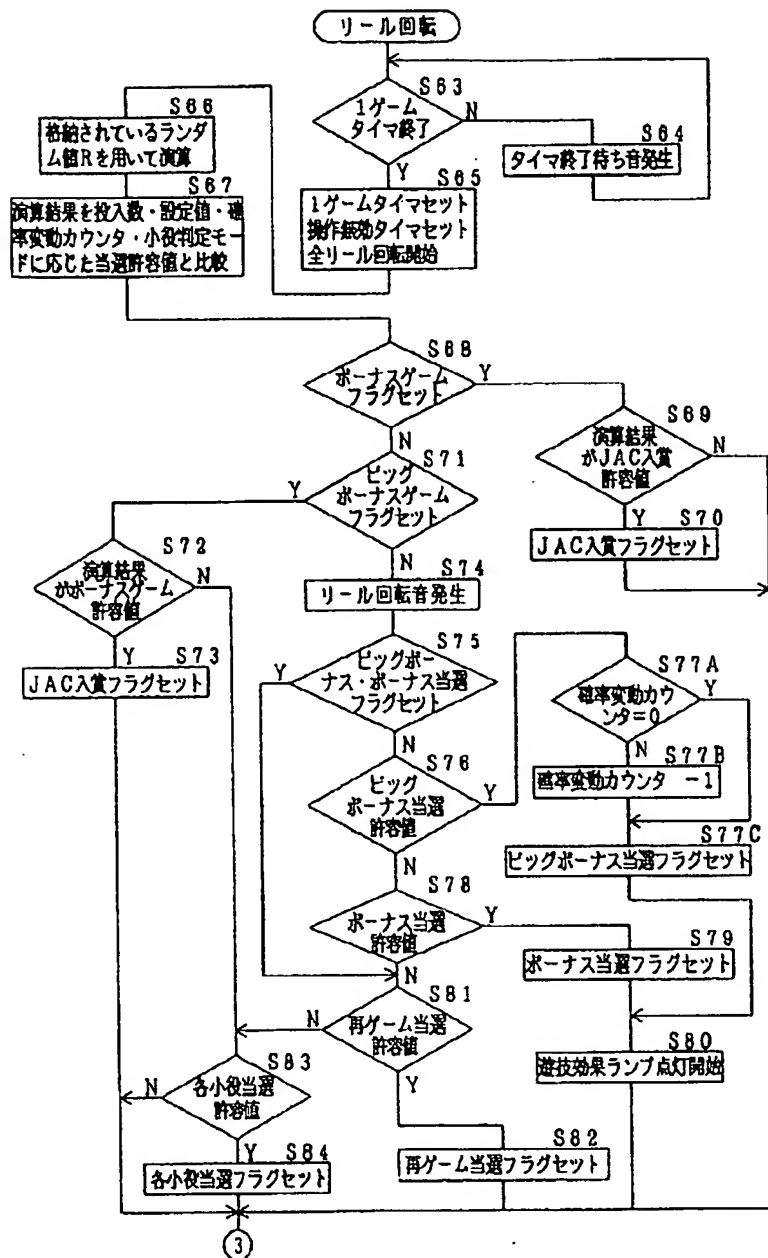 リール回転
S63
1ゲーム
タイマ終了
N
Y
S64
タイマ終了待ち音発生
S65
1ゲームタイマセット
操作無効タイマセット
全リール回転開始
S66
格納されているランダ
ム値Rを用いて演算
S67
演算結果を投入数・設定値・確
率変動カウンタ・小役判定モー
ドに応じた当選許容値と比較
S68
ボーナスゲーム
フラグセット
Y
N
S69
演算結果
がJAC入賞
許容値
N
Y
S70
JAC入賞フラグセット
S71
ビッグ
ボーナスゲーム
フラグセット
Y
N
S72
演算結果
がボーナスゲーム
許容値
N
Y
S73
JAC入賞フラグセット
S74
リール回転音発生
S75
ビッグボー
ナス・ボーナス当選
フラグセット
Y
N
S76
ビッグ
ボーナス当選
許容値
Y
N
S77A
確率変動カウ
ンタ=0
Y
N
S77B
確率変動カウンタ -1
S77C
ビッグボーナス当選フラグセット
S78
ボーナス当選
許容値
Y
N
S79
ボーナス当選フラグセット
S80
遊技効果ランプ点灯開始
S81
再ゲーム当選
許容値
N
Y
S82
再ゲーム当選フラグセット
S83
各小役当選
許容値
N
Y
S84
各小役当選フラグセット
3